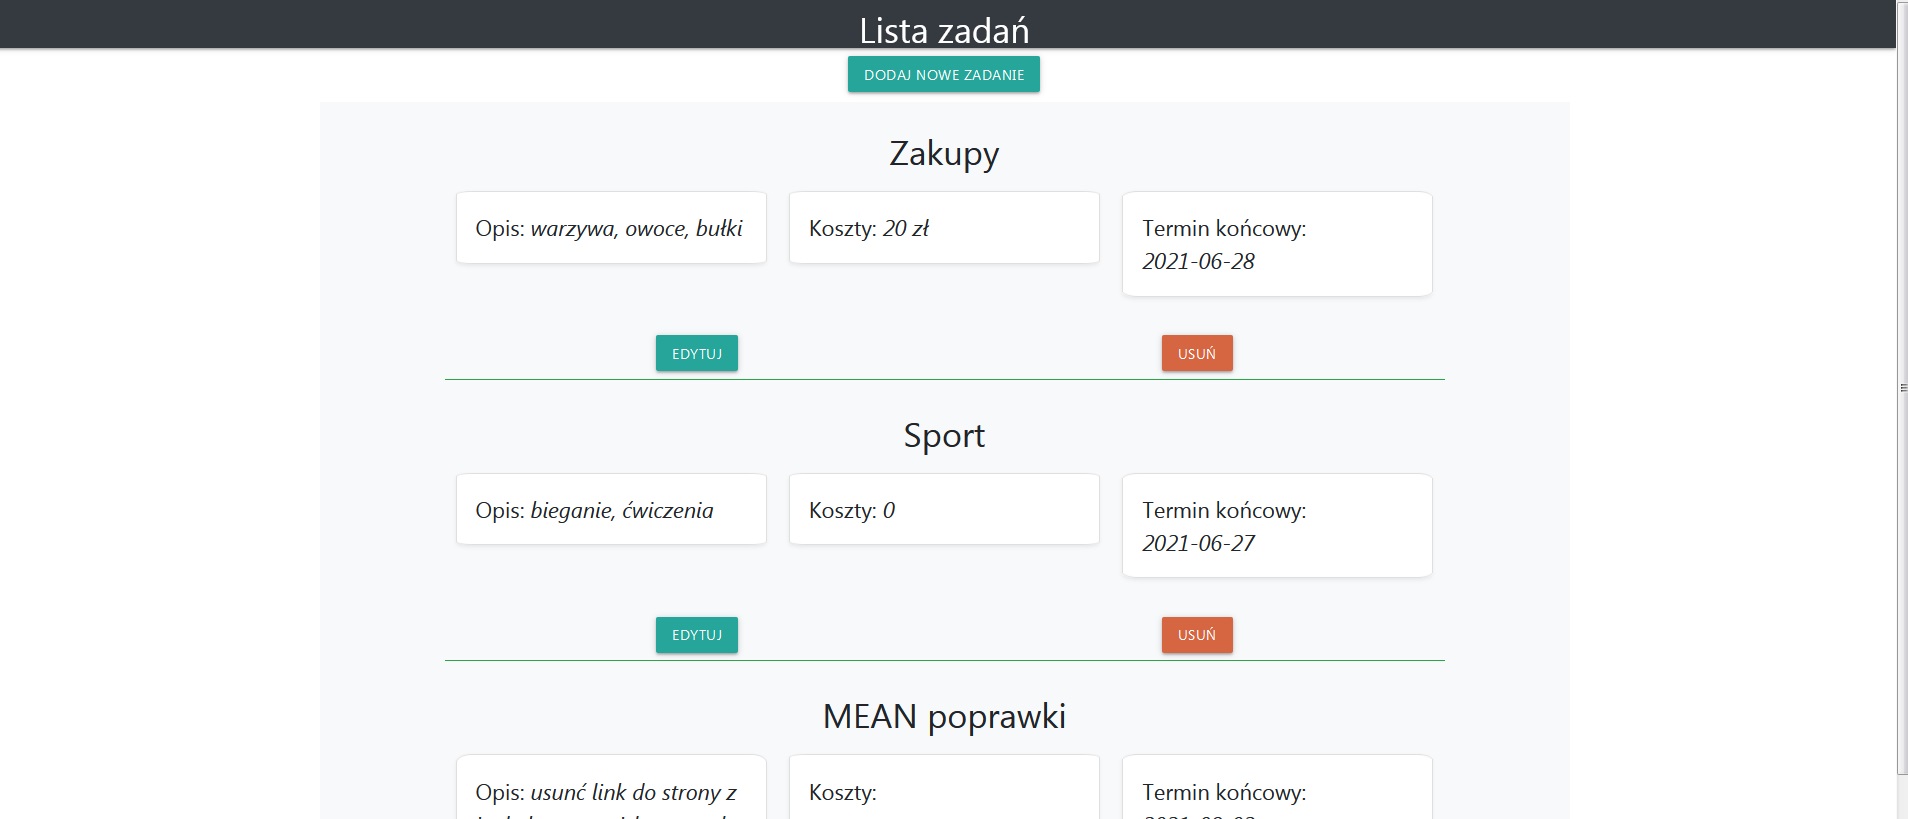 Lista zadań
DODAJ NOWE ZADANIE
Zakupy
Opis: warzywa, owoce, bułki
Koszty: 20 zł
Termin końcowy:
2021-06-28
EDYTUJ
USUŃ
Sport
Opis: bieganie, ćwiczenia
Koszty: 0
Termin końcowy:
2021-06-27
EDYTUJ
USUŃ
MEAN poprawki
Opis: usunć link do strony z
Koszty:
Termin końcowy: